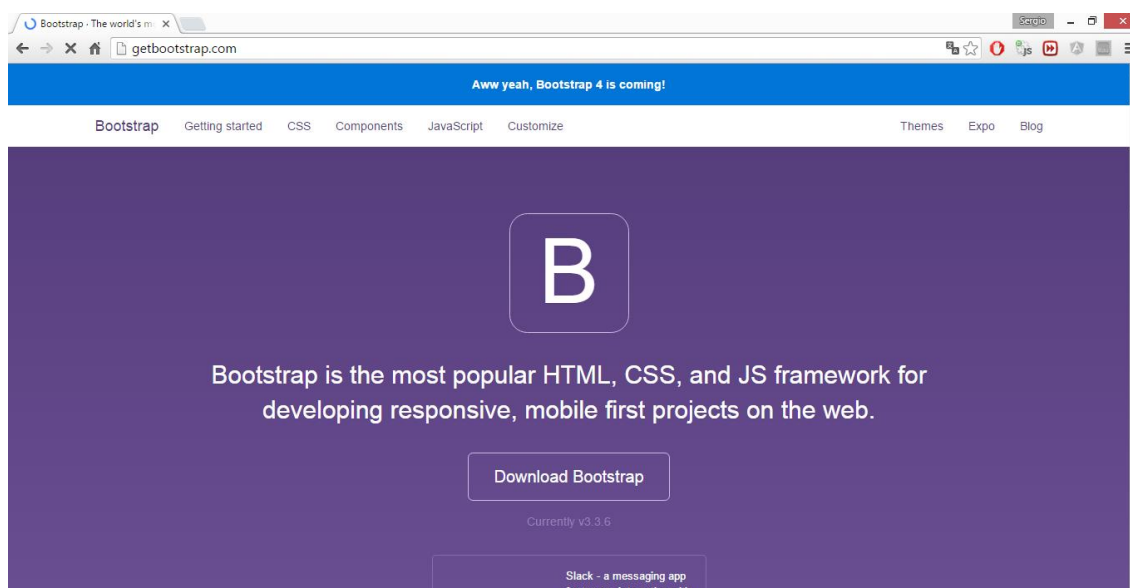 Bootstrap · The world's m
Sergio
getbootstrap.com
JS
Aww yeah, Bootstrap 4 is coming!
Bootstrap Getting started CSS Components JavaScript Customize Themes Expo Blog
B
Bootstrap is the most popular HTML, CSS, and JS framework for
developing responsive, mobile first projects on the web.
Download Bootstrap
Currently v3.3.6
Slack - a messaging app